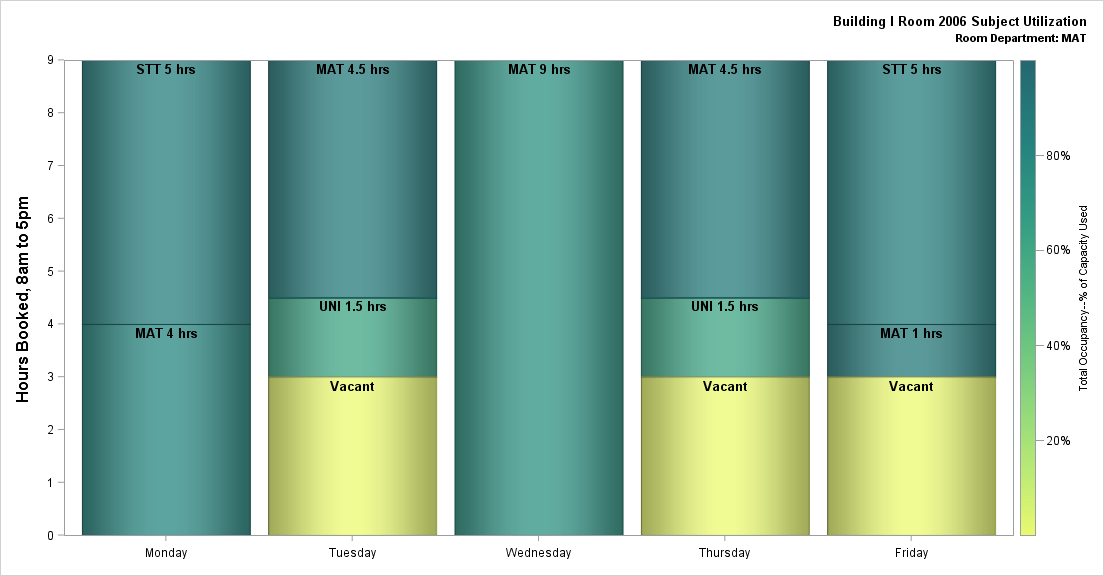 Building I Room 2006 Subject Utilization
Room Department: MAT
Hours Booked, 8am to 5pm
9
8
7
6
5
4
3
2
1
0
STT 5 hrs
MAT 4 hrs
MAT 4.5 hrs
UNI 1.5 hrs
Vacant
MAT 9 hrs
MAT 4.5 hrs
UNI 1.5 hrs
Vacant
STT 5 hrs
MAT 1 hrs
Vacant
Monday
Tuesday
Wednesday
Thursday
Friday
80%
60%
40%
20%
Total Occupancy--% of Capacity Used